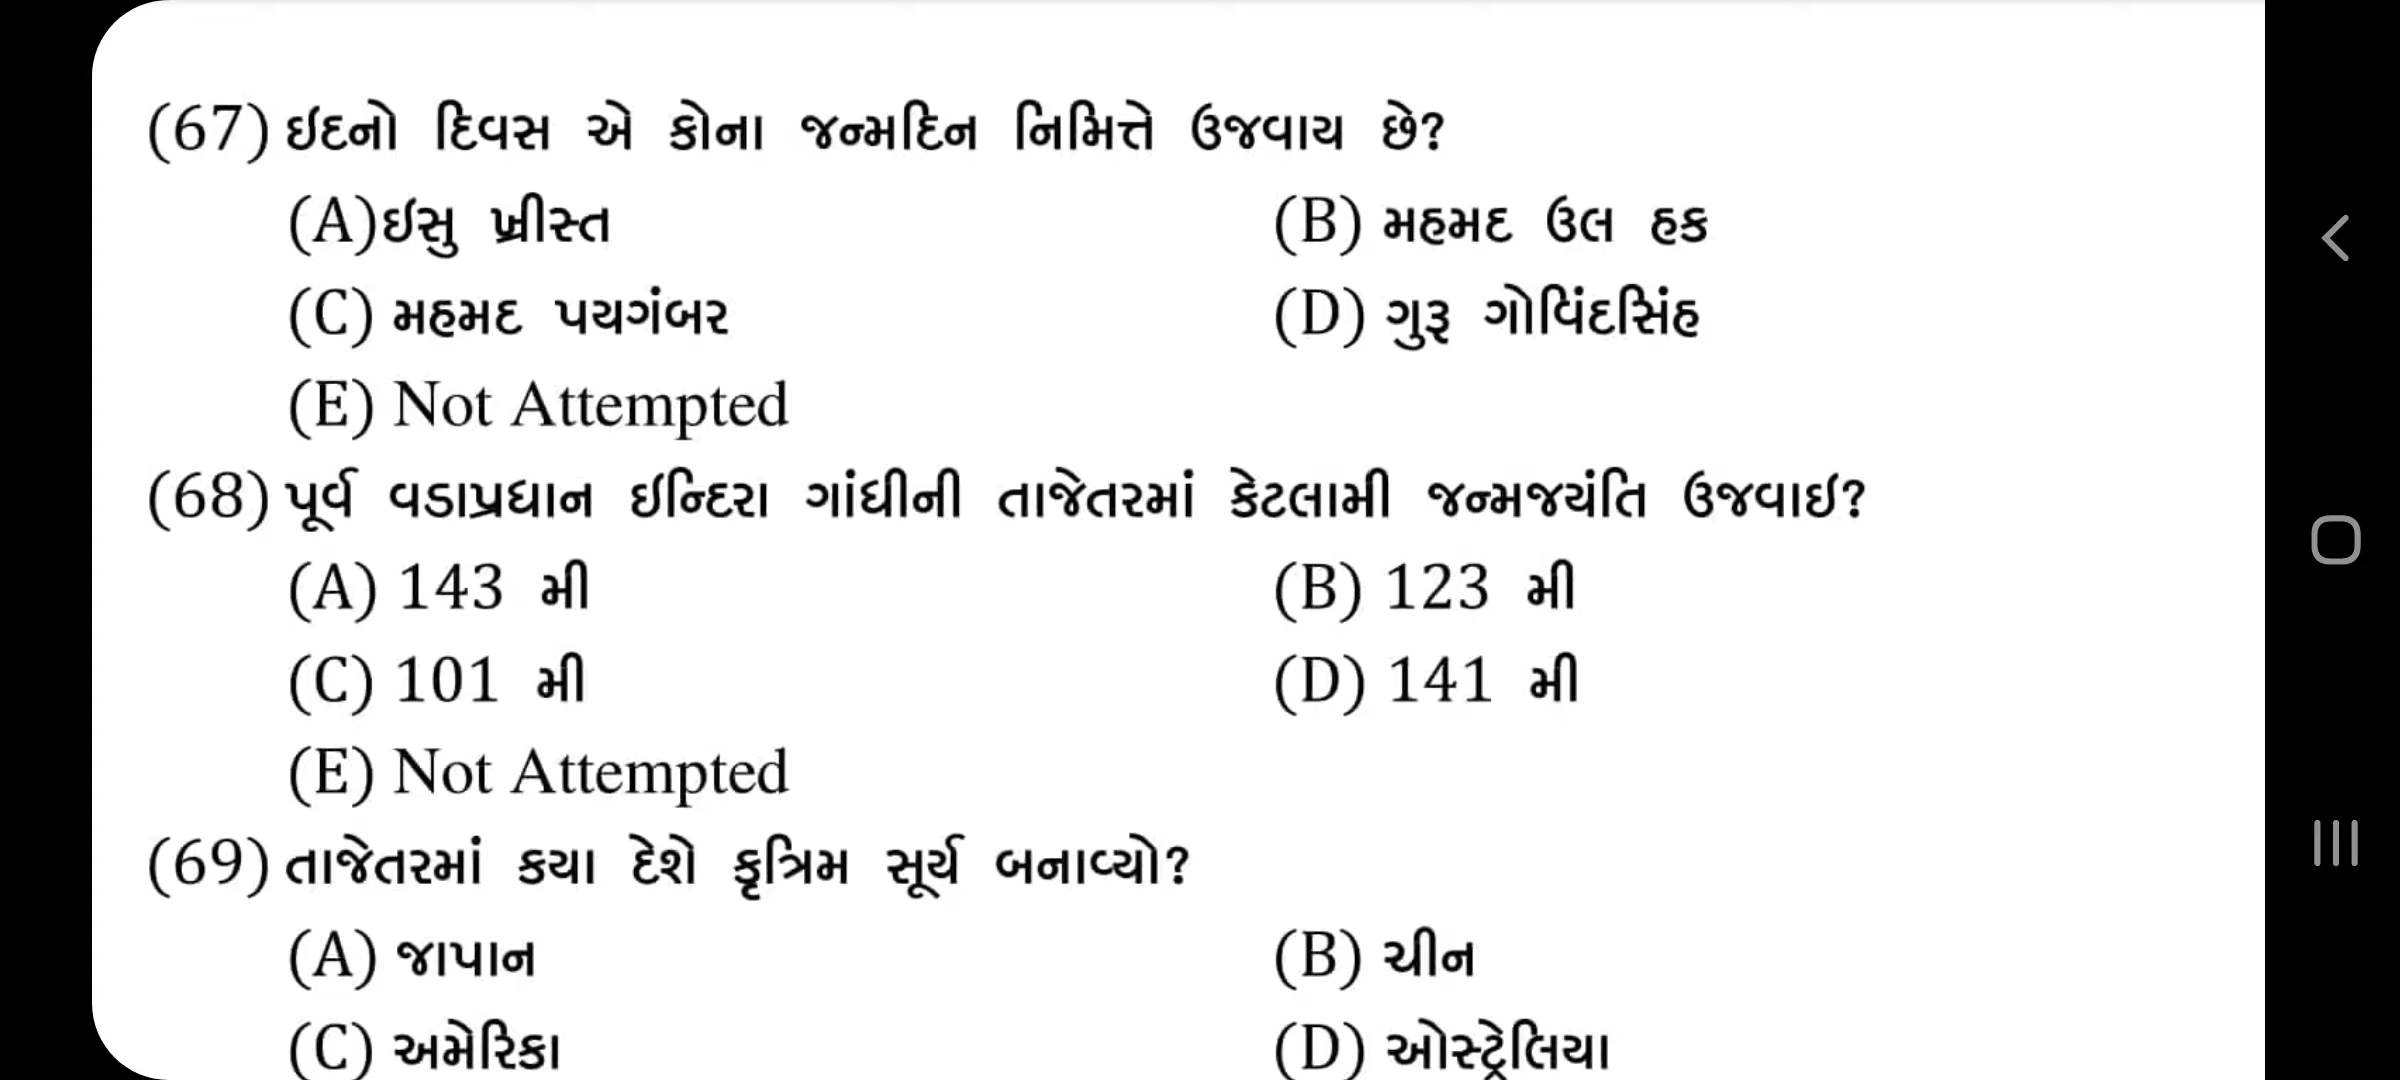 (67) ઈદનો દિવસ એ કોના જન્મદિન નિમિત્તે ઉજવાય છે?
(A)ઈસુ ખ્રીસ્ત (B) મહમદ ઉલ હક
(C) મહમદ પયગંબર (D) ગુરૂ ગોવિંદસિંહ
(E) Not Attempted
(68) પૂર્વ વડાપ્રધાન ઈન્દિરા ગાંધીની તાજેતરમાં કેટલામી જન્મજયંતિ ઉજવાઈ?
(A) 143 મી (B) 123 મી
(C) 101 મી (D) 141 મી
(E) Not Attempted
(69) તાજેતરમાં કયા દેશે કૃત્રિમ સૂર્ય બનાવ્યો?
(A) જાપાન (B) ચીન
(C) અમેરિકા (D) ઓસ્ટ્રેલિયા